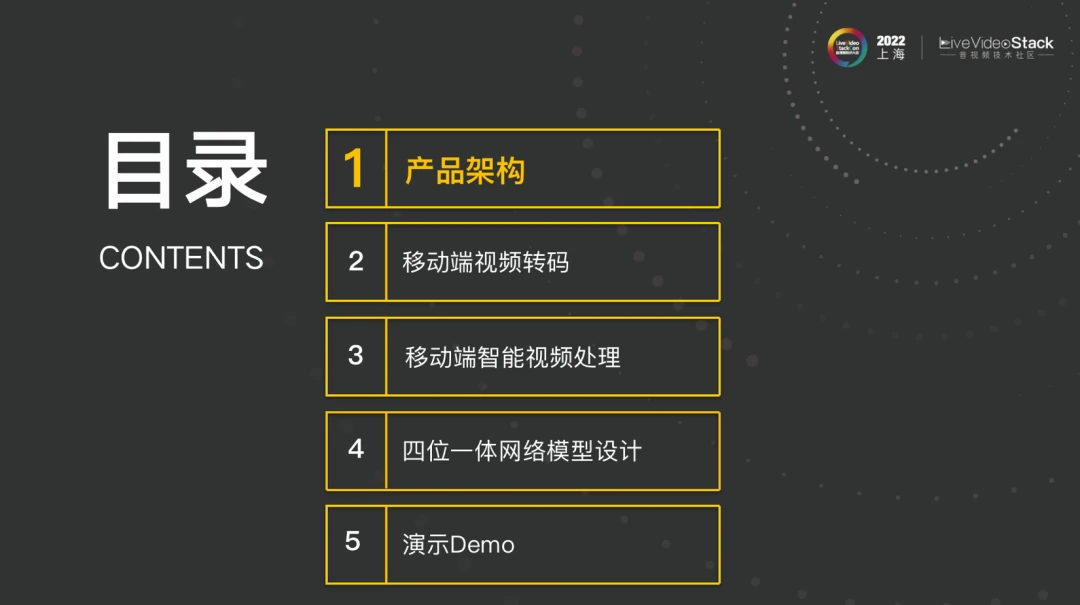 2022
上海
LiveVideoStack
音视频技术社区
目录
CONTENTS
1 产品架构
2 移动端视频转码
3 移动端智能视频处理
4 四位一体网络模型设计
5 演示Demo